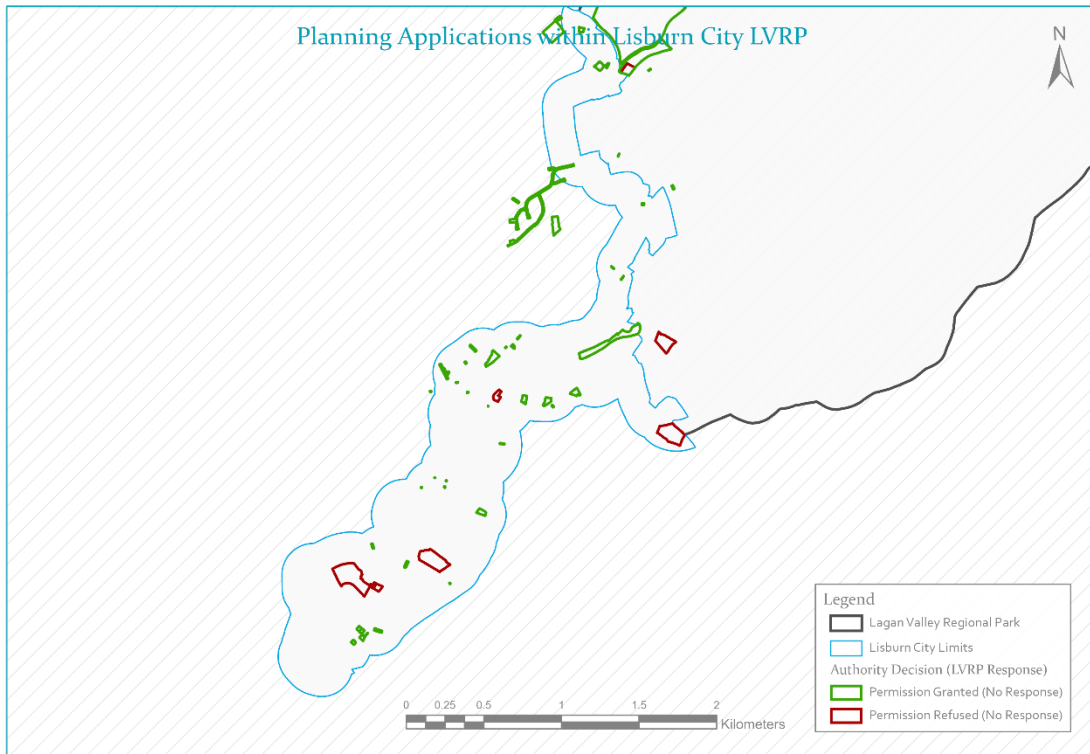 Planning Applications within Lisburn City LVRP
N
Legend
Lagan Valley Regional Park
Lisburn City Limits
Authority Decision (LVRP Response)
Permission Granted (No Response)
Permission Refused (No Response)
0 0.25 0.5 1 1.5 2
Kilometers